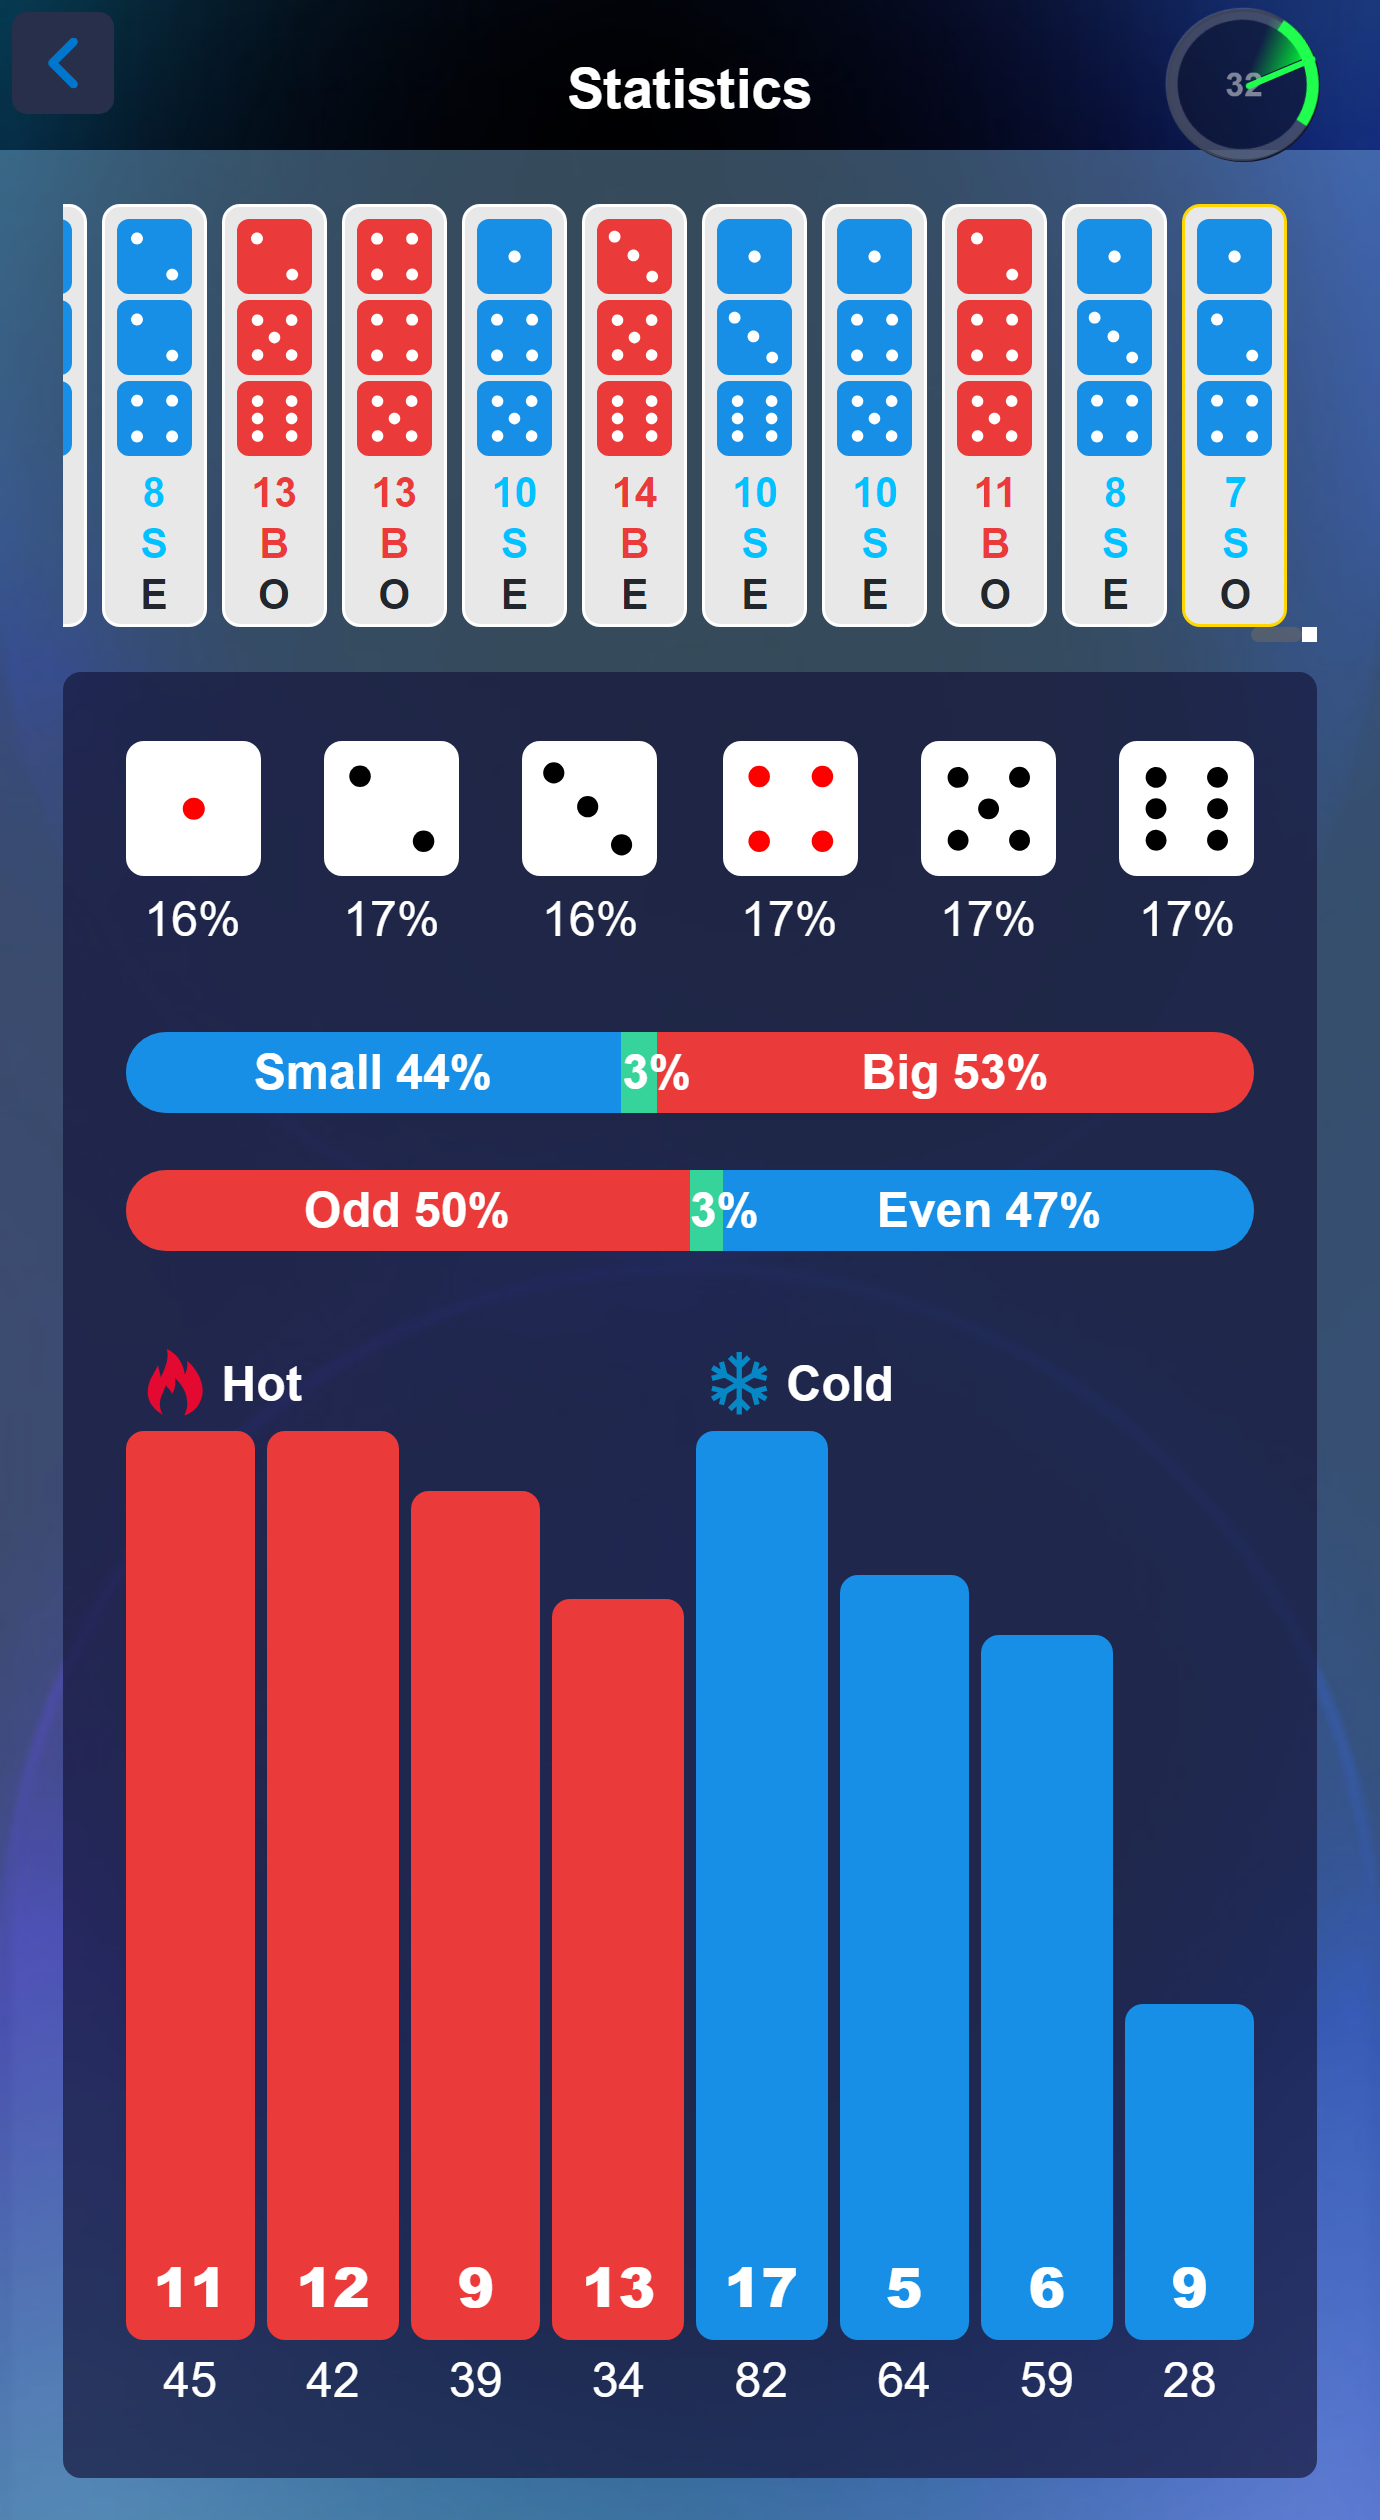 Statistics
32
8 13 13 10 14 10 10 11 8 7
S B B S B S S B S S
E O O E E E E O E O
16% 17% 16% 17% 17% 17%
Small 44% 3% Big 53%
Odd 50% 3% Even 47%
Hot Cold
11 12 9 13 17 5 6 9
45 42 39 34 82 64 59 28